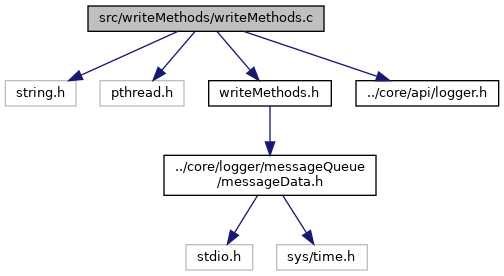 src/writeMethods/writeMethods.c
string.h
pthread.h
writeMethods.h
../core/api/logger.h
../core/logger/messageQueue
/messageData.h
stdio.h
sys/time.h